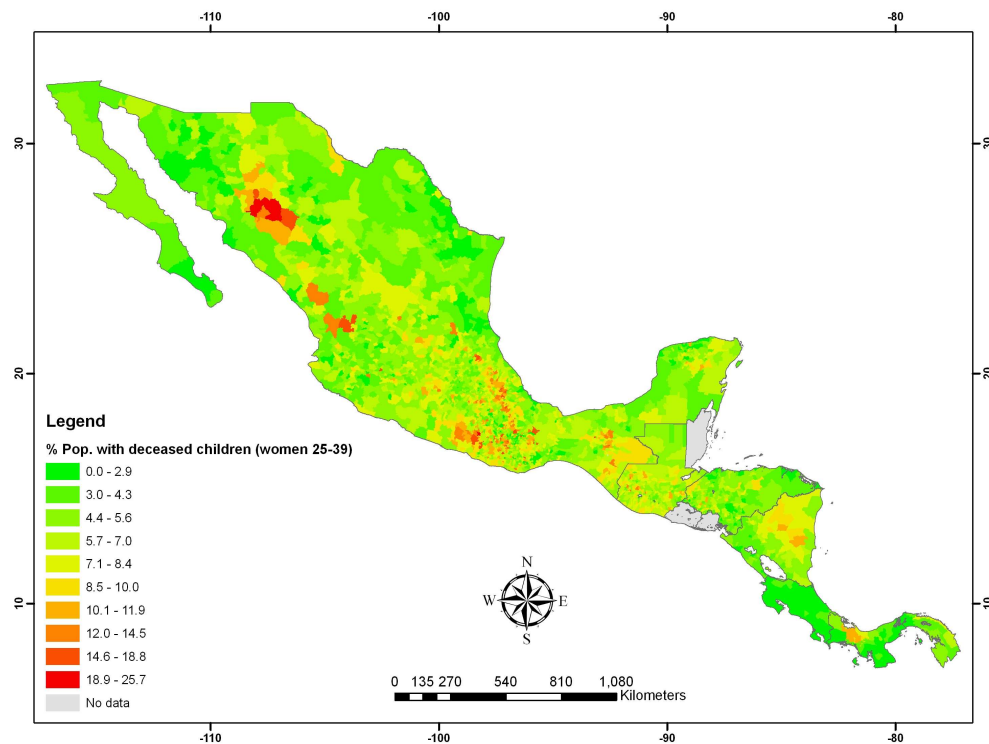 -110 -100 -90 -80
30 30
20 20
10 10
Legend
% Pop. with deceased children (women 25-39)
0.0 - 2.9
3.0 - 4.3
4.4 - 5.6
5.7 - 7.0
7.1 - 8.4
8.5 - 10.0
10.1 - 11.9
12.0 - 14.5
14.6 - 18.8
18.9 - 25.7
No data
N
W E
S
0 135 270 540 810 1,080
Kilometers
-110 -100 -90 -80